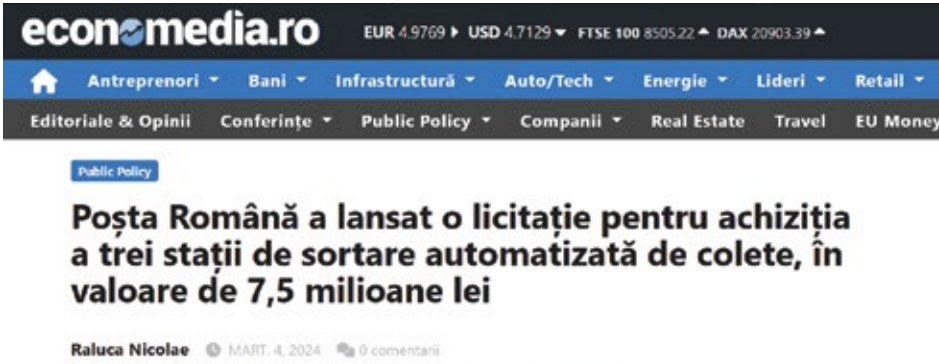 economedia.ro EUR 4.9769 USD 4.7129 FTSE 100 8505.22 DAX 20903.39
Antreprenori Bani Infrastructură Auto/Tech Energie Lideri Retail
Editoriale & Opinii Conferințe Public Policy Companii Real Estate Travel EU Money
Public Policy
Poșta Română a lansat o licitație pentru achiziția
a trei stații de sortare automatizată de colete, în
valoare de 7,5 milioane lei
Raluca Nicolae MART. 4, 2024 0 comentarii